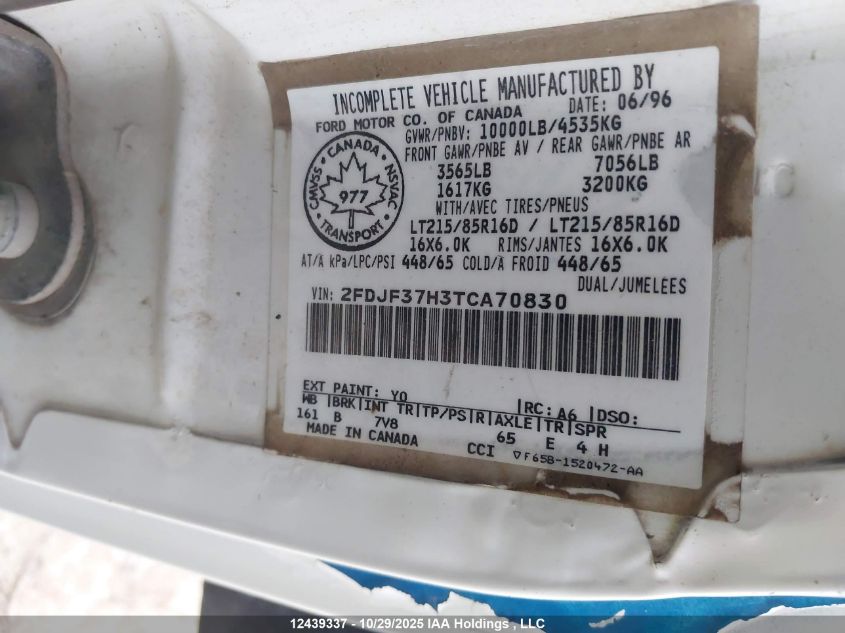 INCOMPLETE VEHICLE MANUFACTURED BY
FORD MOTOR CO. OF CANADA DATE: 06/96
GVWR/PNBV: 10000LB/4535KG
FRONT GAWR/PNBE AV / REAR GAWR/PNBE AR
3565LB 7056LB
1617KG 3200KG
WITH/AVEC TIRES/PNEUS
LT215/85R16D / LT215/85R16D
16X6.0K RIMS/JANTES 16X6.0K
AT/A kPa/LPC/PSI 448/65 COLD/A FROID 448/65
DUAL/JUMELEES
CANADA
CMVSS NSVAC
977
TRANSPORT
VIN: 2FDJF37H3TCA70830
EXT PAINT: YO |RC: A6 |DSO:
WB |BRK|INT TR|TP/PS|R|AXLE|TR|SPR
161 B 7V8 65 E 4 H
MADE IN CANADA CCI ▽F65B-1520472-AA
12439337 - 10/29/2025 IAA Holdings , LLC